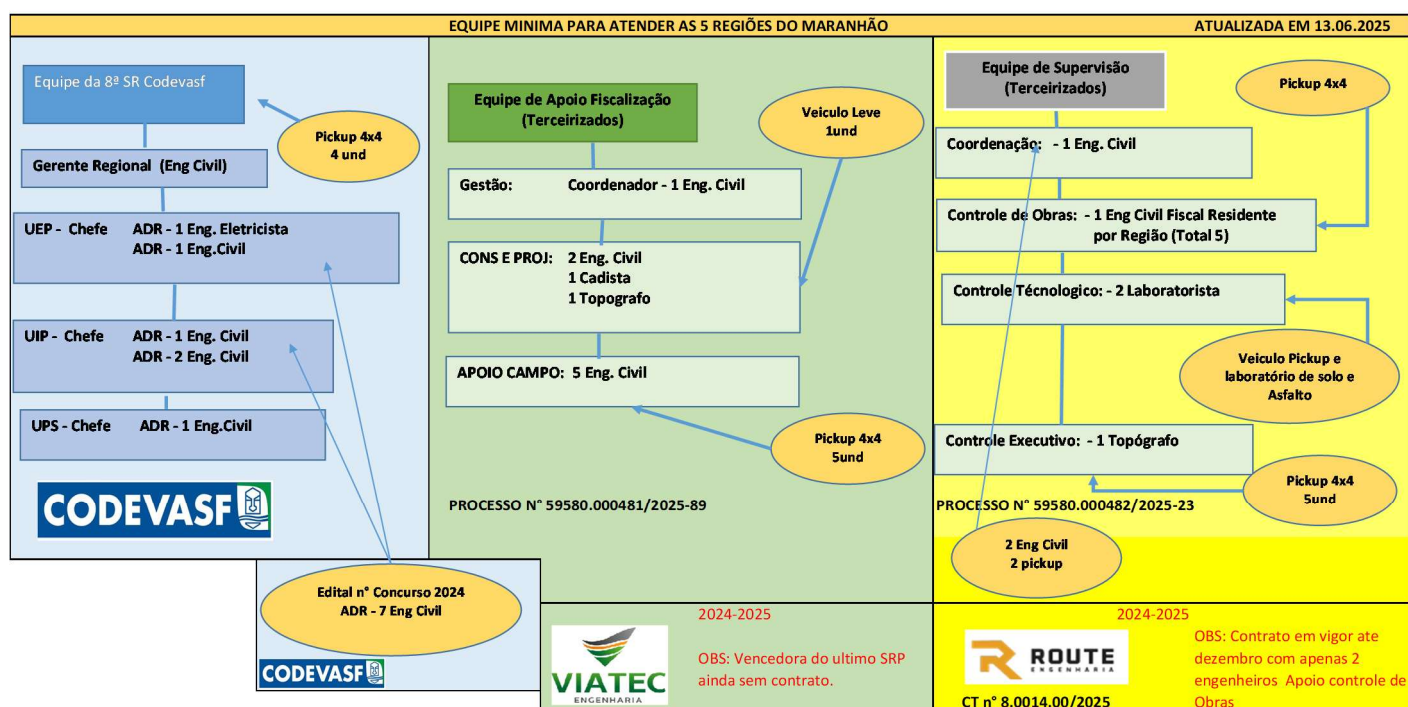 EQUIPE MINIMA PARA ATENDER AS 5 REGIÕES DO MARANHÃO
ATUALIZADA EM 13.06.2025
Equipe da 8ª SR Codevasf
Pickup 4x4
4 und
Gerente Regional (Eng Civil)
UEP - Chefe ADR - 1 Eng. Eletricista
ADR - 1 Eng.Civil
UIP - Chefe ADR - 1 Eng. Civil
ADR - 2 Eng. Civil
UPS - Chefe ADR - 1 Eng.Civil
CODEVASF
Edital n° Concurso 2024
ADR - 7 Eng Civil
CODEVASF
Equipe de Apoio Fiscalização
(Terceirizados)
Veiculo Leve
1und
Gestão: Coordenador - 1 Eng. Civil
CONS E PROJ: 2 Eng. Civil
1 Cadista
1 Topografo
APOIO CAMPO: 5 Eng. Civil
Pickup 4x4
5und
PROCESSO N° 59580.000481/2025-89
2024-2025
OBS: Vencedora do ultimo SRP
ainda sem contrato.
VIATEC
ENGENHARIA
Equipe de Supervisão
(Terceirizados)
Pickup 4x4
Coordenação: - 1 Eng. Civil
Controle de Obras: - 1 Eng Civil Fiscal Residente
por Região (Total 5)
Controle Técnologico: - 2 Laboratorista
Veiculo Pickup e
laboratório de solo e
Asfalto
Controle Executivo: - 1 Topógrafo
Pickup 4x4
5und
PROCESSO N° 59580.000482/2025-23
2 Eng Civil
2 pickup
2024-2025
OBS: Contrato em vigor ate
dezembro com apenas 2
engenheiros Apoio controle de
Obras
ROUTE
ENGENHARIA
CT n° 8.0014.00/2025